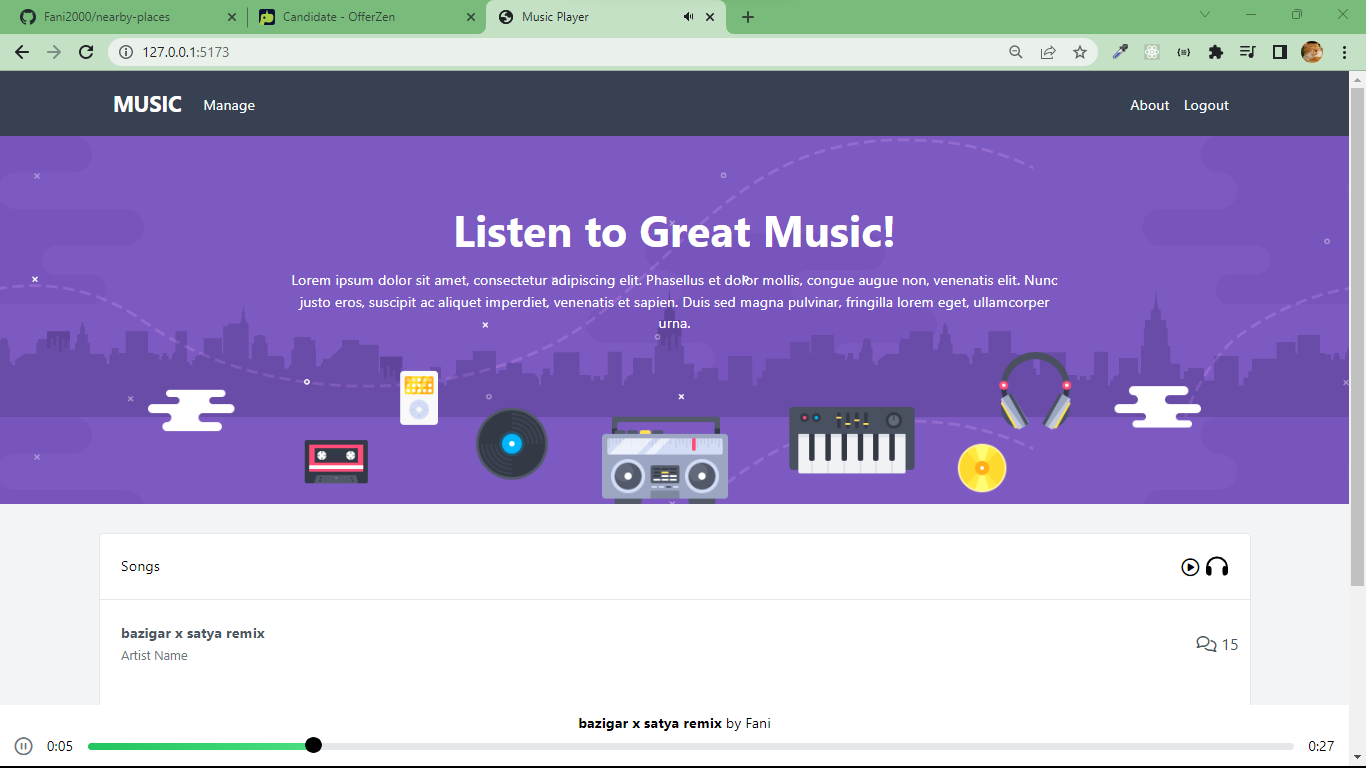 Fani2000/nearby-places
Candidate - OfferZen
Music Player
127.0.0.1:5173
MUSIC
Manage
About
Logout
Listen to Great Music!
Lorem ipsum dolor sit amet, consectetur adipiscing elit. Phasellus et dolor mollis, congue augue non, venenatis elit. Nunc
justo eros, suscipit ac aliquet imperdiet, venenatis et sapien. Duis sed magna pulvinar, fringilla lorem eget, ullamcorper
urna.
Songs
bazigar x satya remix
Artist Name
15
bazigar x satya remix by Fani
0:05
0:27